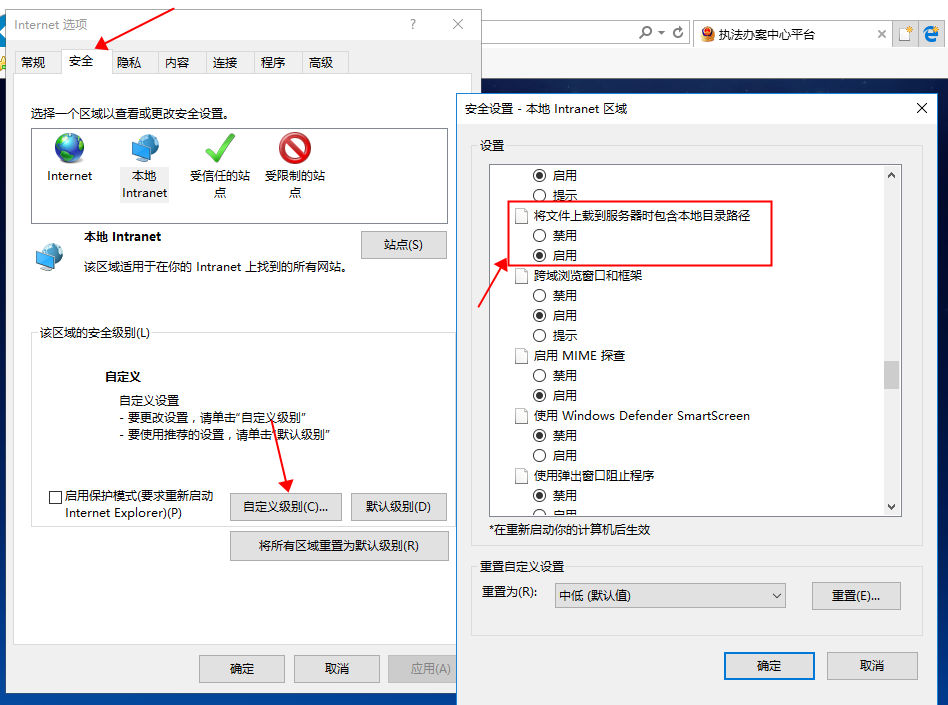 Internet 选项
执法办案中心平台
常规
安全
隐私
内容
连接
程序
高级
选择一个区域以查看或更改安全设置。
Internet
本地
Intranet
受信任的站
点
受限制的站
点
本地 Intranet
站点(S)
该区域适用于在你的 Intranet 上找到的所有网站。
该区域的安全级别(L)
自定义
自定义设置
- 要更改设置，请单击“自定义级别”
- 要使用推荐的设置，请单击“默认级别”
启用保护模式(要求重新启动
Internet Explorer)(P)
自定义级别(C)...
默认级别(D)
将所有区域重置为默认级别(R)
确定
取消
应用(A)
安全设置 - 本地 Intranet 区域
设置
启用
提示
将文件上载到服务器时包含本地目录路径
禁用
启用
跨域浏览窗口和框架
禁用
启用
提示
启用 MIME 探查
禁用
启用
使用 Windows Defender SmartScreen
禁用
启用
使用弹出窗口阻止程序
禁用
启用
*在重新启动你的计算机后生效
重置自定义设置
重置为(R):
中低 (默认值)
重置(E)...
确定
取消